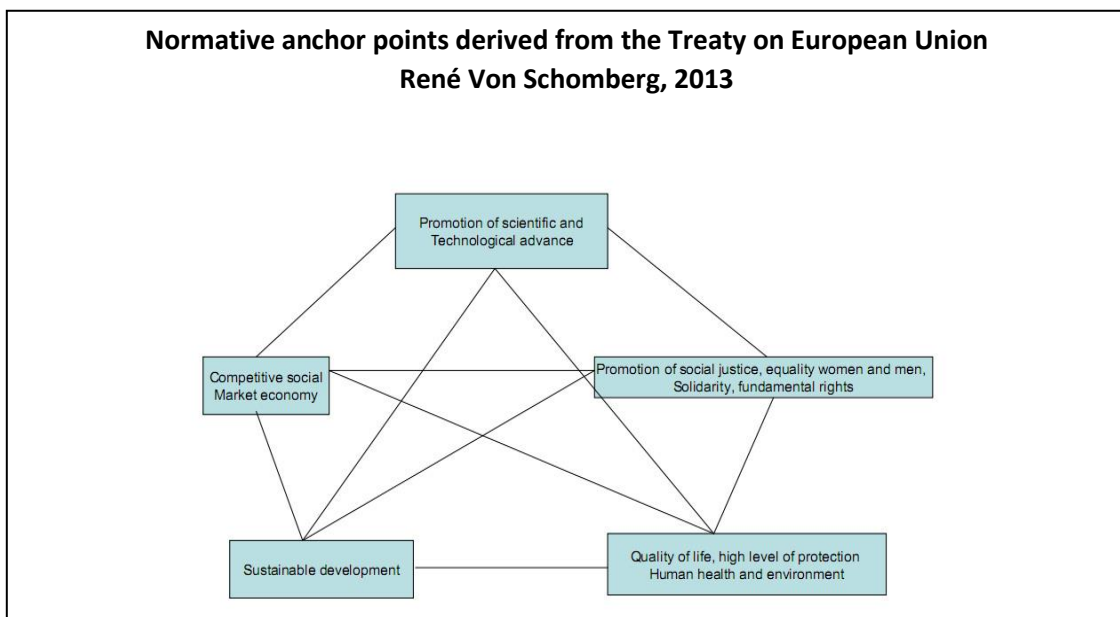 Normative anchor points derived from the Treaty on European Union
René Von Schomberg, 2013
Promotion of scientific and
Technological advance
Competitive social
Market economy
Promotion of social justice, equality women and men,
Solidarity, fundamental rights
Sustainable development
Quality of life, high level of protection
Human health and environment